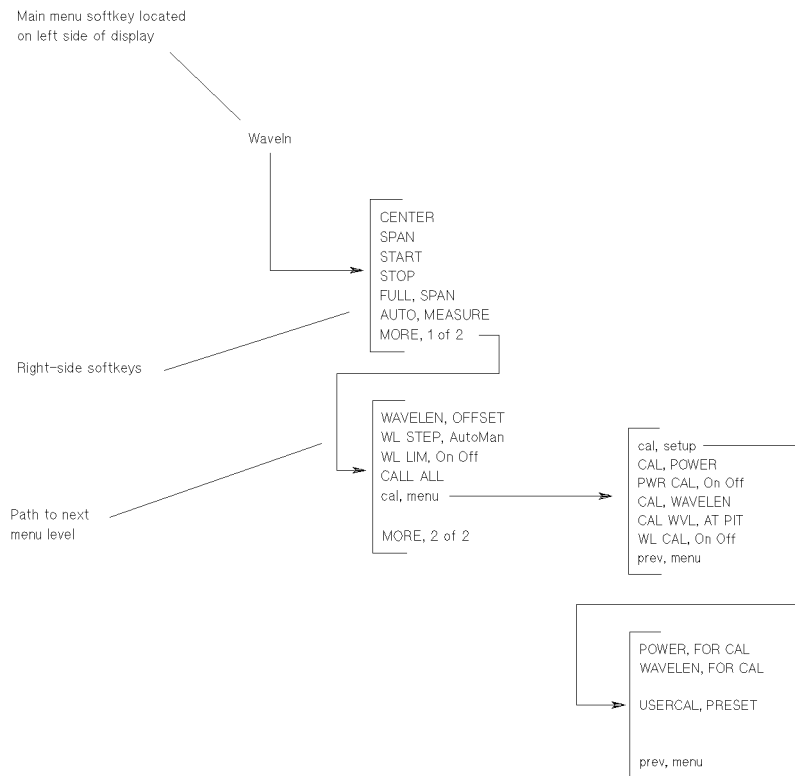 Main menu softkey located
on left side of display
Waveln
CENTER
SPAN
START
STOP
FULL, SPAN
AUTO, MEASURE
MORE, 1 of 2
Right-side softkeys
WAVELEN, OFFSET
WL STEP, AutoMan
WL LIM, On Off
CALL ALL
cal, menu
MORE, 2 of 2
Path to next
menu level
cal, setup
CAL, POWER
PWR CAL, On Off
CAL, WAVELEN
CAL WVL, AT PIT
WL CAL, On Off
prev, menu
POWER, FOR CAL
WAVELEN, FOR CAL
USERCAL, PRESET
prev, menu